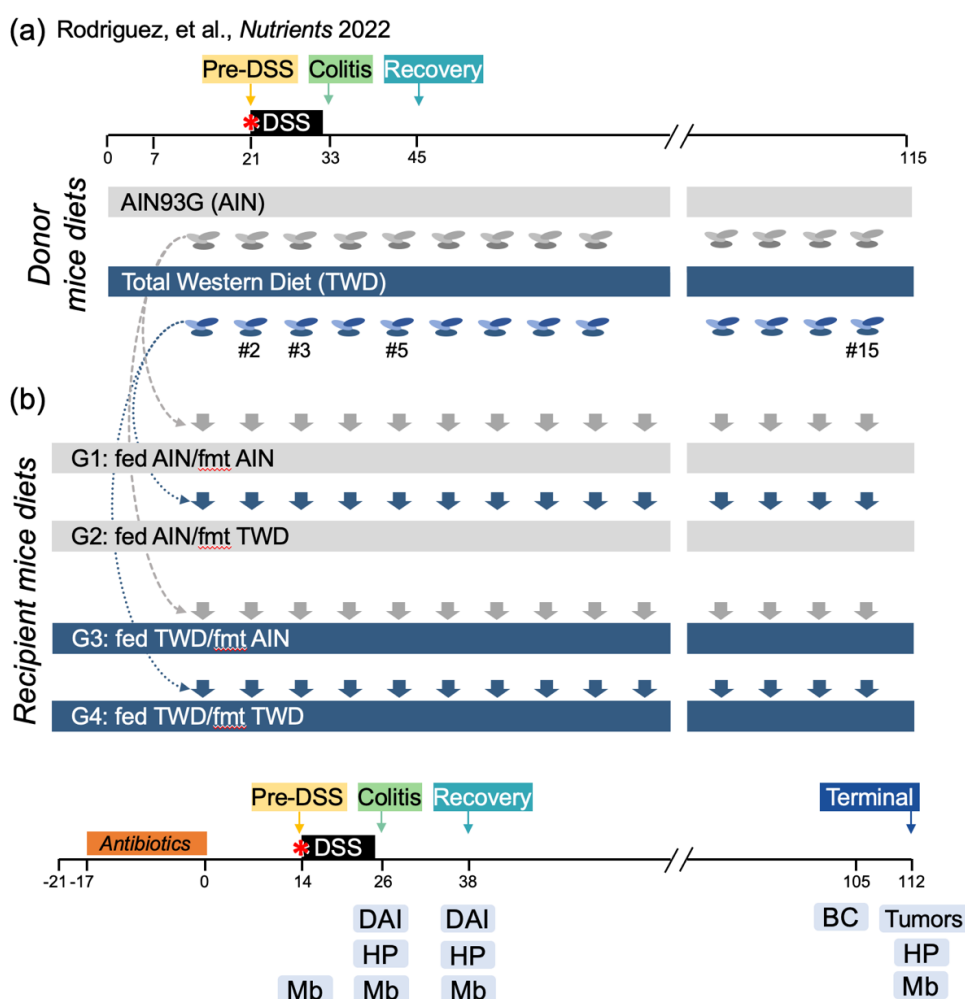 (a) Rodriguez, et al., Nutrients 2022
Pre-DSS Colitis Recovery
* DSS
0 7 21 33 45 115
Donor
mice diets
AIN93G (AIN)
Total Western Diet (TWD)
#2 #3 #5 #15
(b)
Recipient mice diets
G1: fed AIN/fmt AIN
G2: fed AIN/fmt TWD
G3: fed TWD/fmt AIN
G4: fed TWD/fmt TWD
Pre-DSS Colitis Recovery Terminal
Antibiotics * DSS
-21 -17 0 14 26 38 105 112
DAI DAI BC Tumors
HP HP HP
Mb Mb Mb Mb